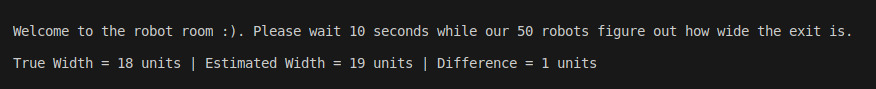 Welcome to the robot room :). Please wait 10 seconds while our 50 robots figure out how wide the exit is.
True Width = 18 units | Estimated Width = 19 units | Difference = 1 units